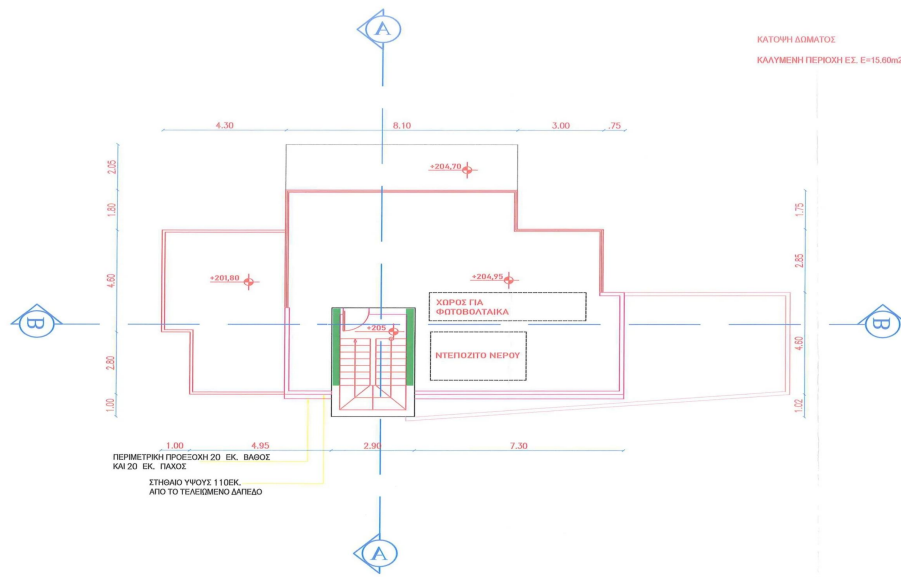 A
ΚΑΤΟΨΗ ΔΩΜΑΤΟΣ
ΚΑΛΥΜΕΝΗ ΠΕΡΙΟΧΗ ΕΣ. Ε=15.60m2
4.30 8.10 3.00 .75
2.05
+204,70
1.80
1.75
4.60
2.85
+201,80
+204,95
ΧΩΡΟΣ ΓΙΑ
ΦΩΤΟΒΟΛΤΑΙΚΑ
B
+205
B
ΝΤΕΠΟΖΙΤΟ ΝΕΡΟΥ
4.60
2.80
1.00
1.02
1.00 4.95 2.90 7.30
ΠΕΡΙΜΕΤΡΙΚΗ ΠΡΟΕΞΟΧΗ 20 ΕΚ. ΒΑΘΟΣ
ΚΑΙ 20 ΕΚ. ΠΑΧΟΣ
ΣΤΗΘΑΙΟ ΥΨΟΥΣ 110ΕΚ.
ΑΠΟ ΤΟ ΤΕΛΕΙΩΜΕΝΟ ΔΑΠΕΔΟ
A